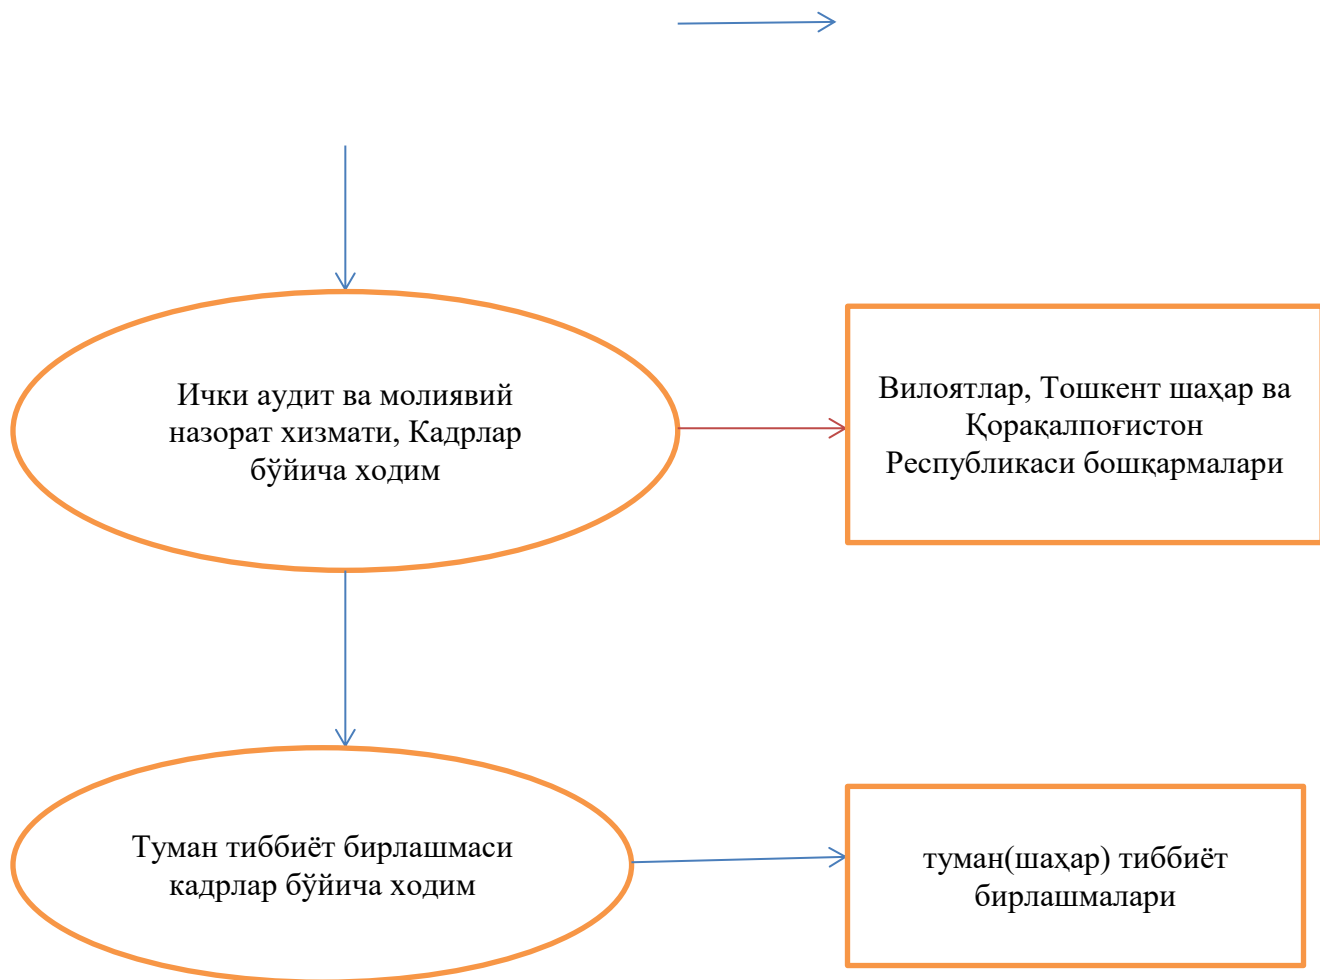 Ички аудит ва молиявий
назорат хизмати, Кадрлар
бўйича ходим
Вилоятлар, Тошкент шаҳар ва
Қорақалпоғистон
Республикаси бошқармалари
Туман тиббиёт бирлашмаси
кадрлар бўйича ходим
туман(шаҳар) тиббиёт
бирлашмалари